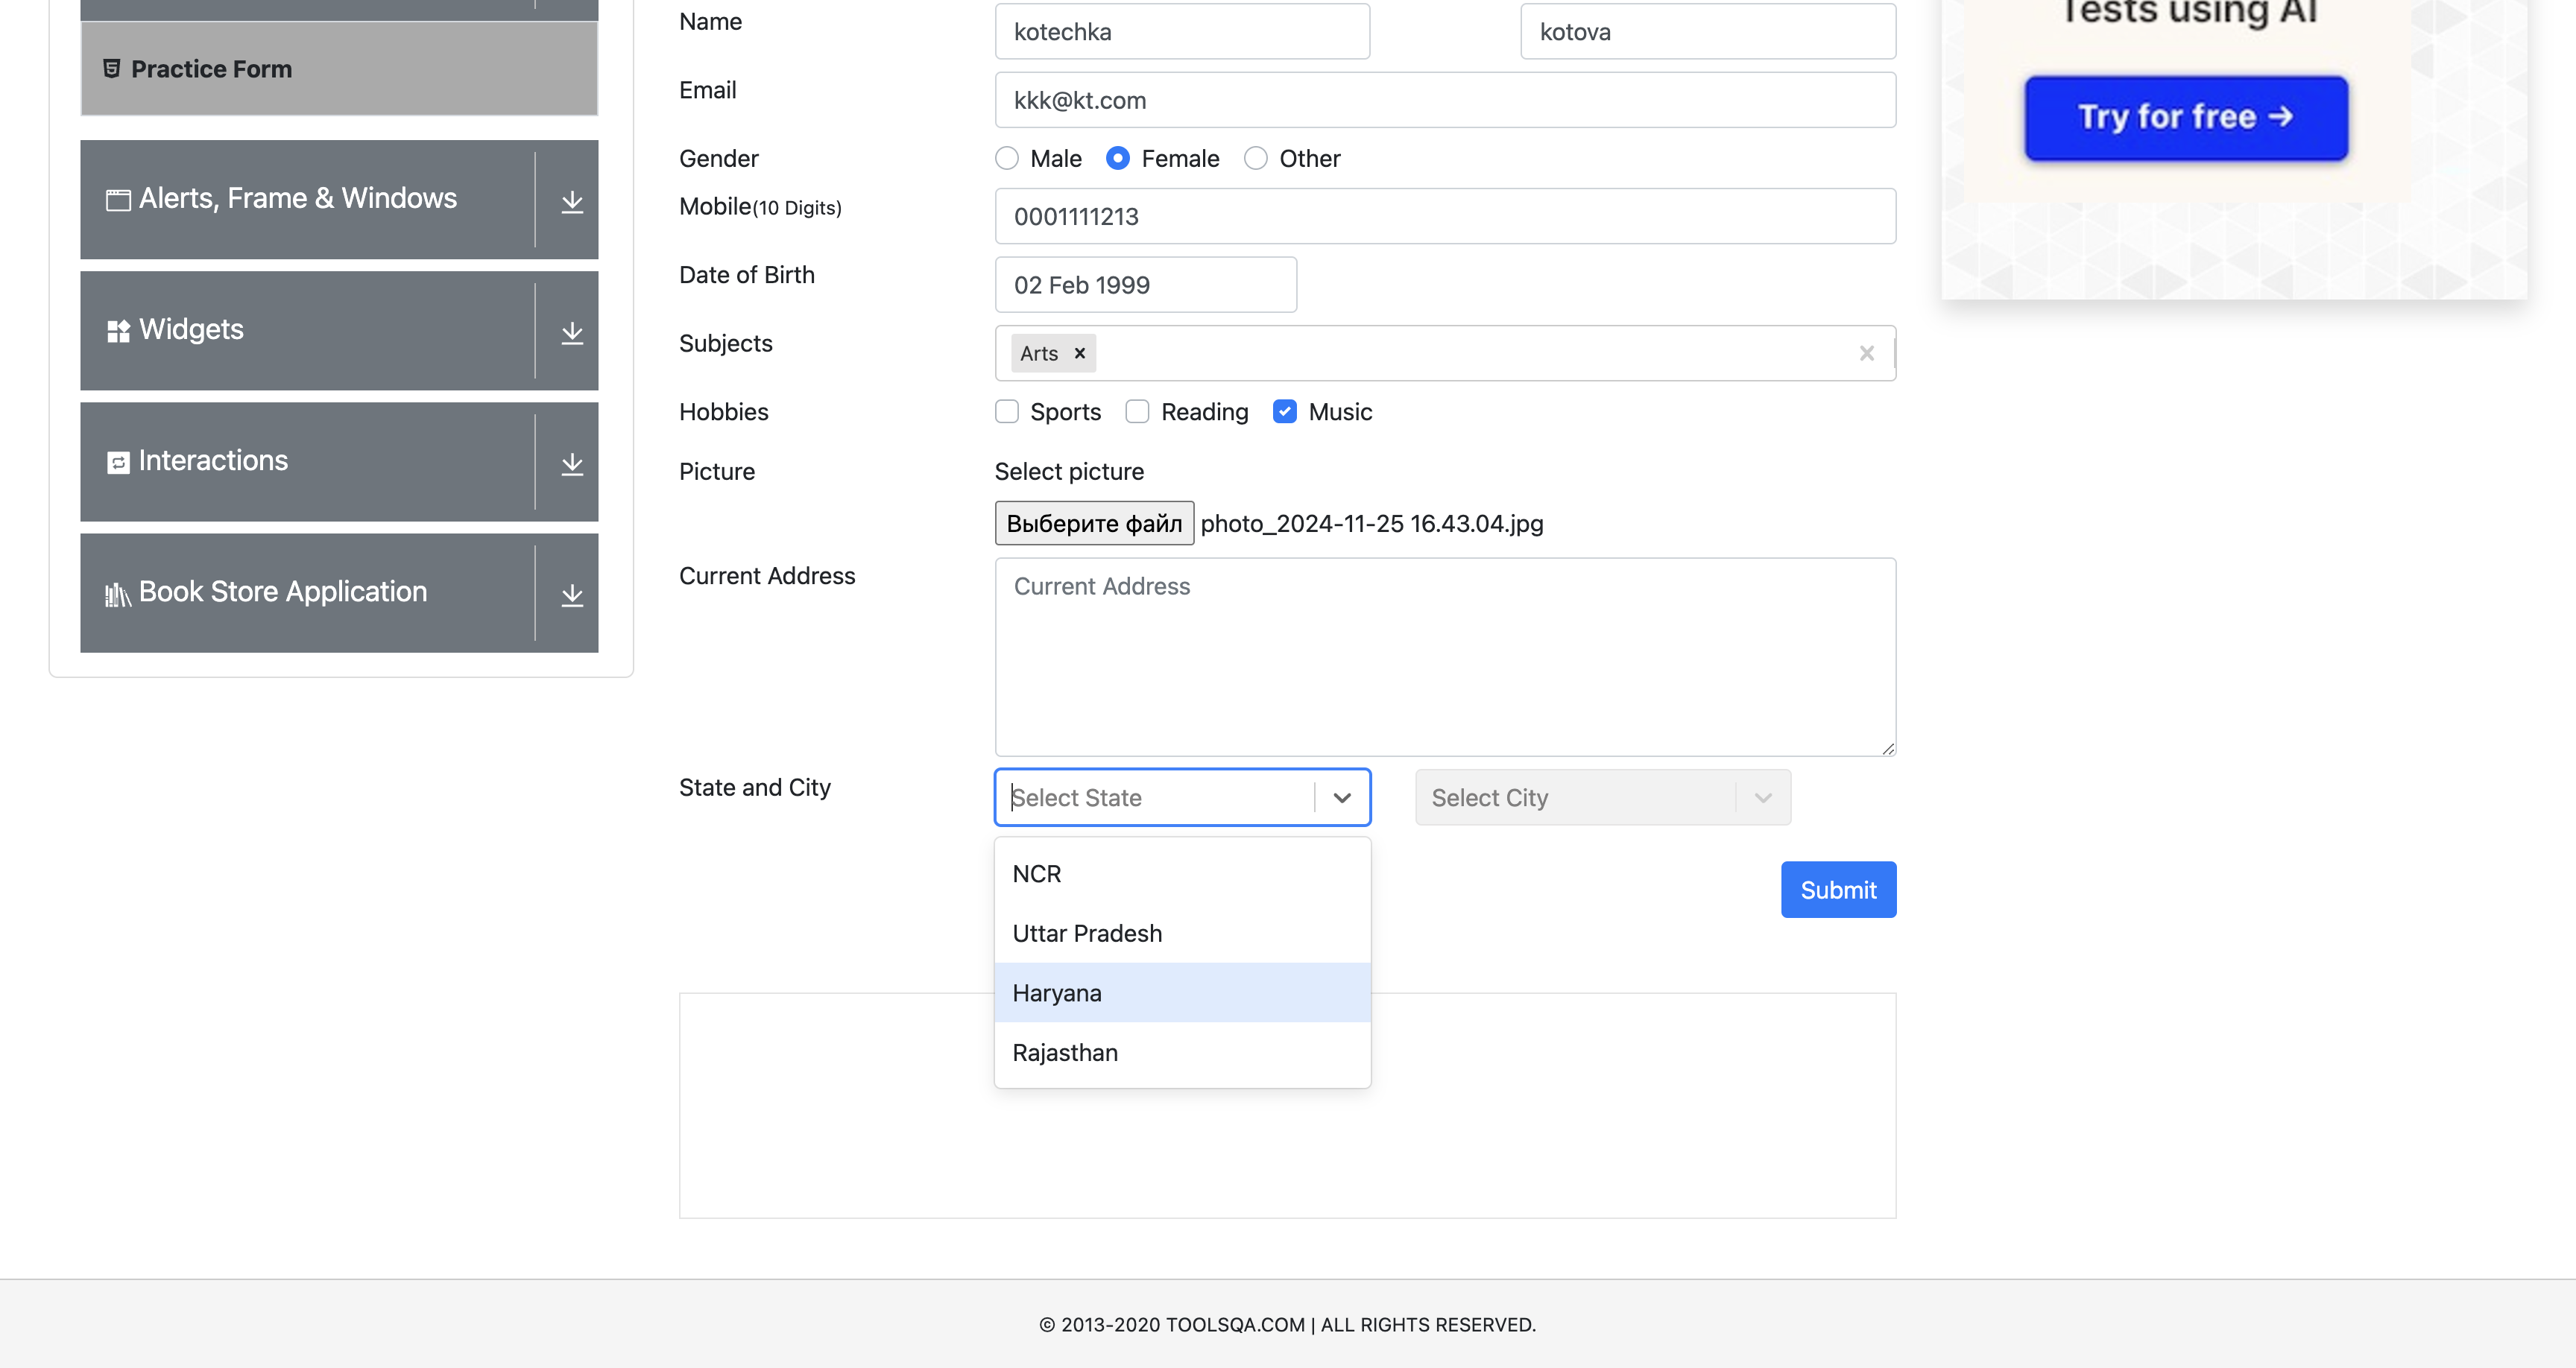 Practice Form
Alerts, Frame & Windows
Widgets
Interactions
Book Store Application
Name
kotechka
kotova
Email
kkk@kt.com
Gender
Male
Female
Other
Mobile(10 Digits)
0001111213
Date of Birth
02 Feb 1999
Subjects
Arts
Hobbies
Sports
Reading
Music
Picture
Select picture
Выберите файл photo_2024-11-25 16.43.04.jpg
Current Address
Current Address
State and City
Select State
Select City
NCR
Uttar Pradesh
Haryana
Rajasthan
Submit
Tests using AI
Try for free →
© 2013-2020 TOOLSQA.COM | ALL RIGHTS RESERVED.